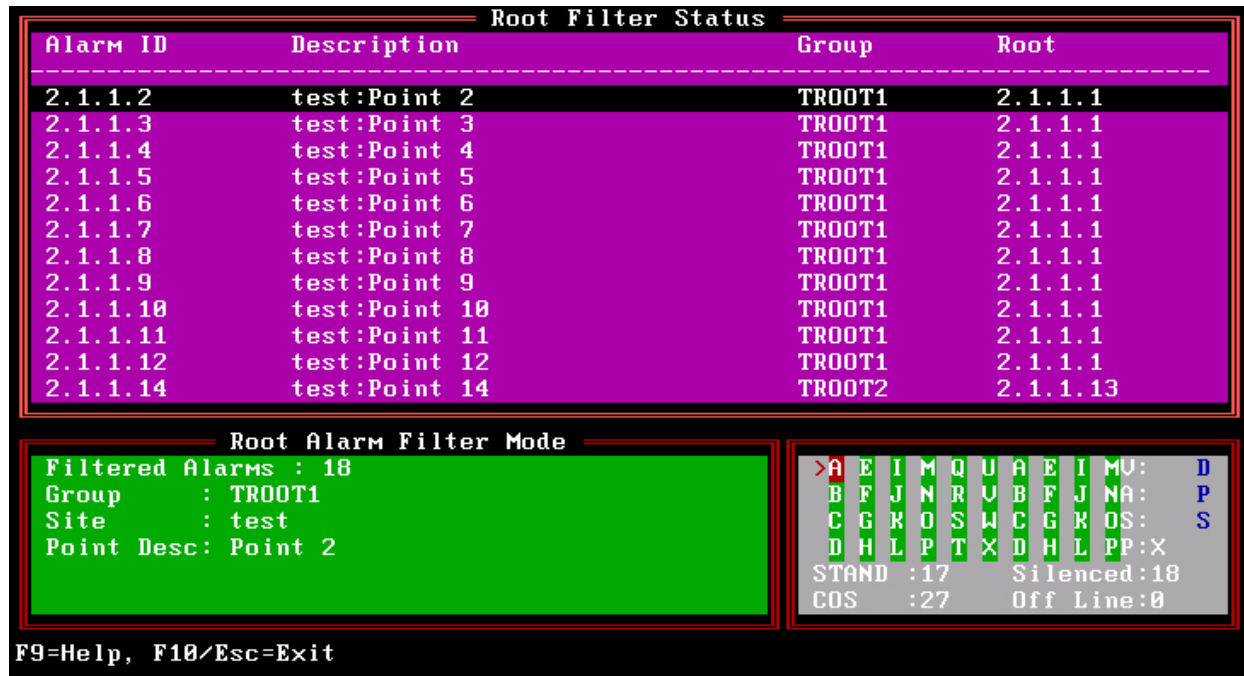 Root Filter Status
Alarm ID Description Group Root
2.1.1.2 test:Point 2 TROOT1 2.1.1.1
2.1.1.3 test:Point 3 TROOT1 2.1.1.1
2.1.1.4 test:Point 4 TROOT1 2.1.1.1
2.1.1.5 test:Point 5 TROOT1 2.1.1.1
2.1.1.6 test:Point 6 TROOT1 2.1.1.1
2.1.1.7 test:Point 7 TROOT1 2.1.1.1
2.1.1.8 test:Point 8 TROOT1 2.1.1.1
2.1.1.9 test:Point 9 TROOT1 2.1.1.1
2.1.1.10 test:Point 10 TROOT1 2.1.1.1
2.1.1.11 test:Point 11 TROOT1 2.1.1.1
2.1.1.12 test:Point 12 TROOT1 2.1.1.1
2.1.1.14 test:Point 14 TROOT2 2.1.1.13
Root Alarm Filter Mode
Filtered Alarms : 18
Group : TROOT1
Site : test
Point Desc: Point 2
>A E I M Q U A E I MV: D
B F J N R V B F J NA: P
C G K O S W C G K OS: S
D H L P T X D H L PP:X
STAND :17 Silenced:18
COS :27 Off Line:0
F9=Help, F10/Esc=Exit